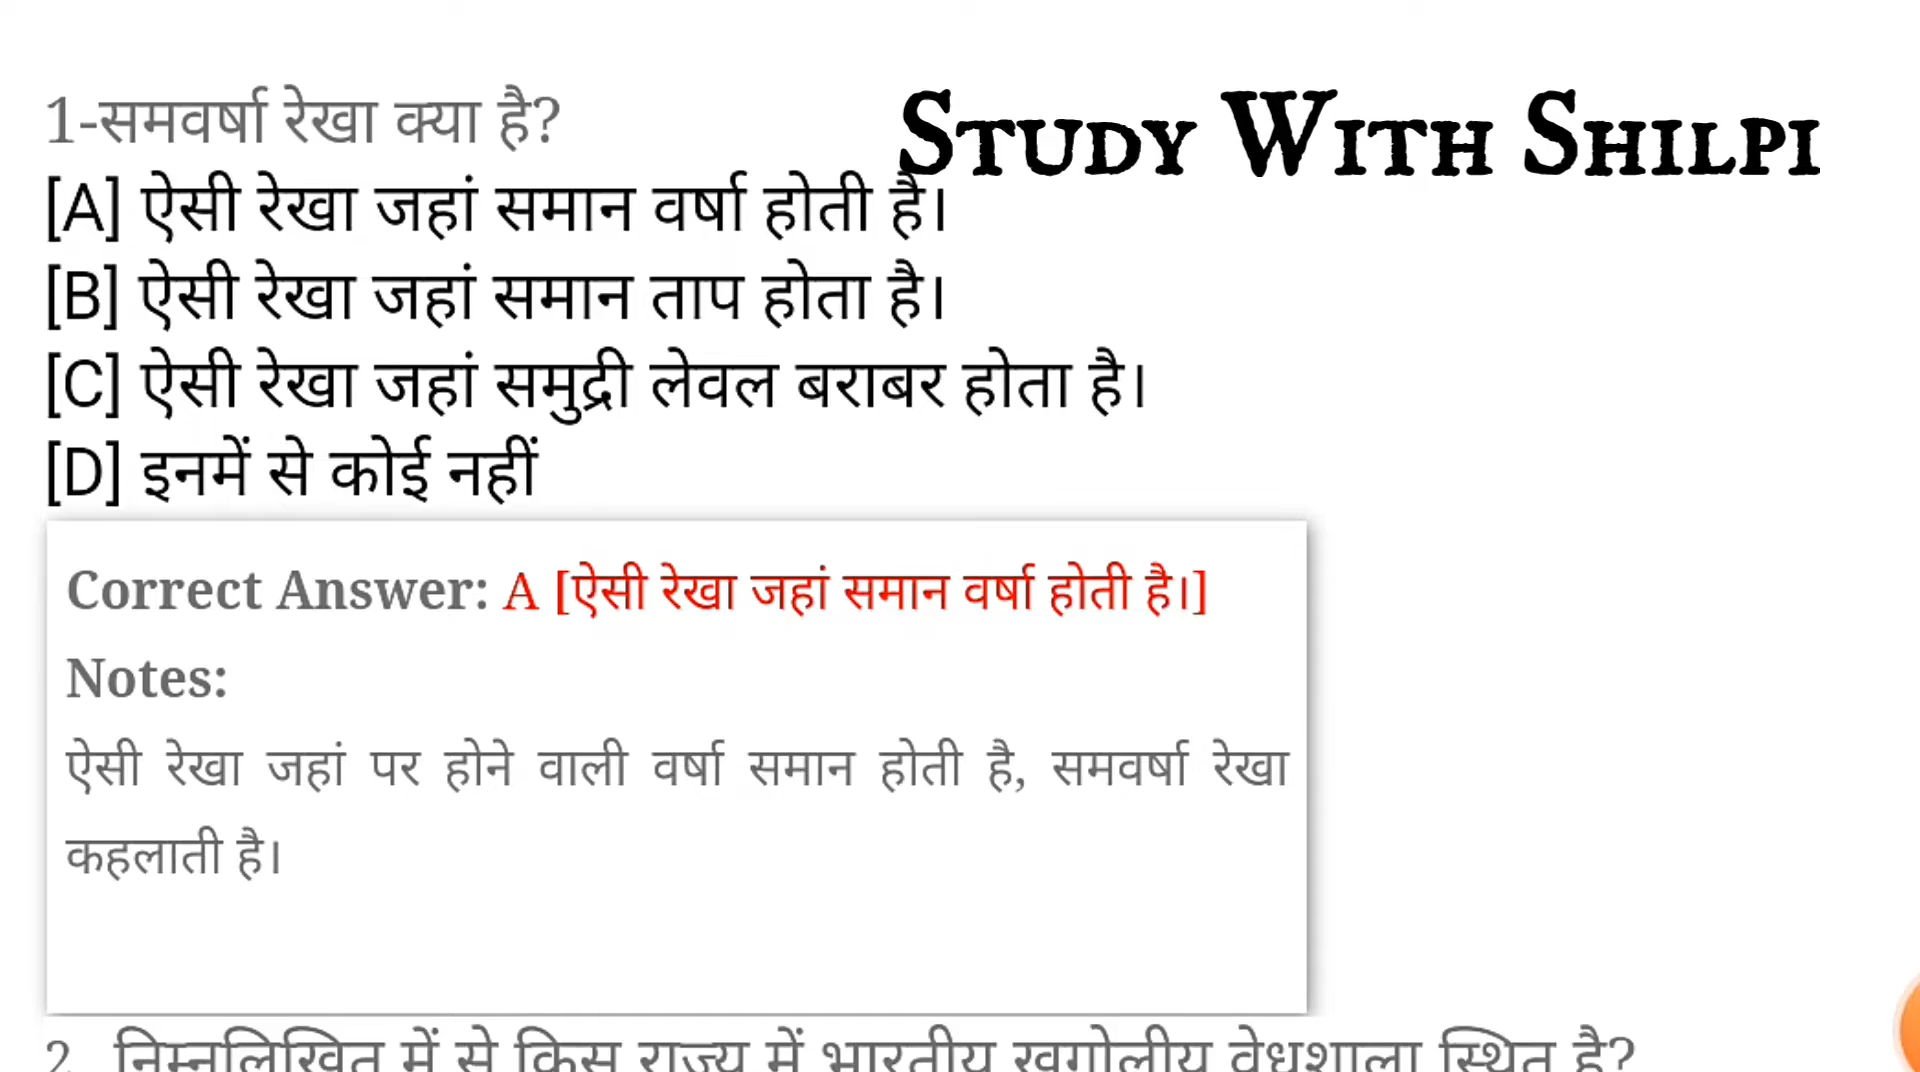 1-समवर्षा रेखा क्या है?
STUDY WITH SHILPI
[A] ऐसी रेखा जहां समान वर्षा होती है।
[B] ऐसी रेखा जहां समान ताप होता है।
[C] ऐसी रेखा जहां समुद्री लेवल बराबर होता है।
[D] इनमें से कोई नहीं
Correct Answer: A [ऐसी रेखा जहां समान वर्षा होती है।]
Notes:
ऐसी रेखा जहां पर होने वाली वर्षा समान होती है, समवर्षा रेखा
कहलाती है।
2. निम्नलिखित में से किस राज्य में भारतीय खगोलीय वेधशाला स्थित है?